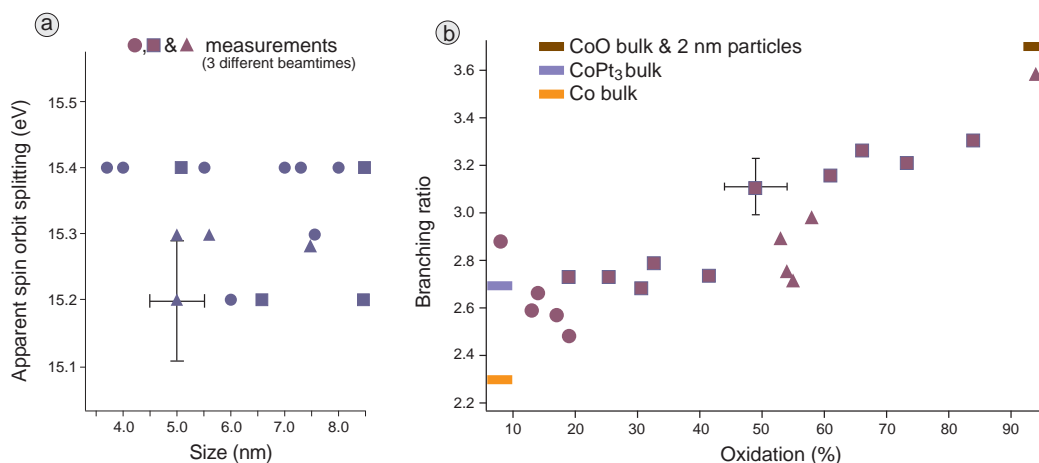 a
, & measurements
(3 different beamtimes)
Apparent spin orbit splitting (eV)
15.5
15.4
15.3
15.2
15.1
4.0 5.0 6.0 7.0 8.0
Size (nm)
b
CoO bulk & 2 nm particles
CoPt₃ bulk
Co bulk
Branching ratio
3.6
3.4
3.2
3.0
2.8
2.6
2.4
2.2
10 20 30 40 50 60 70 80 90
Oxidation (%)